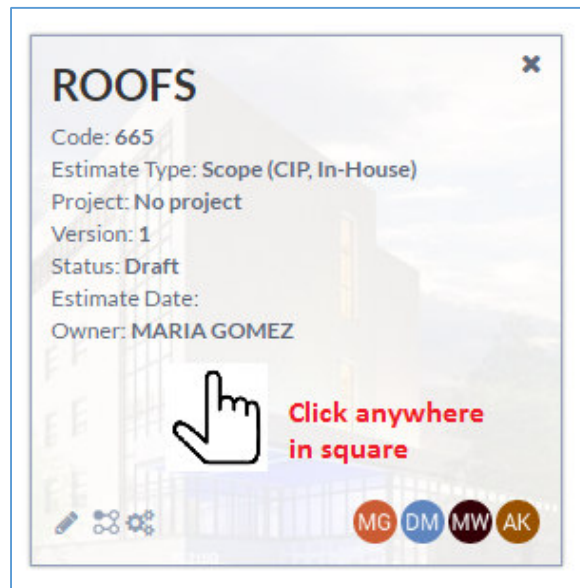 ROOFS
Code: 665
Estimate Type: Scope (CIP, In-House)
Project: No project
Version: 1
Status: Draft
Estimate Date:
Owner: MARIA GOMEZ
Click anywhere
in square
MG DM MW AK